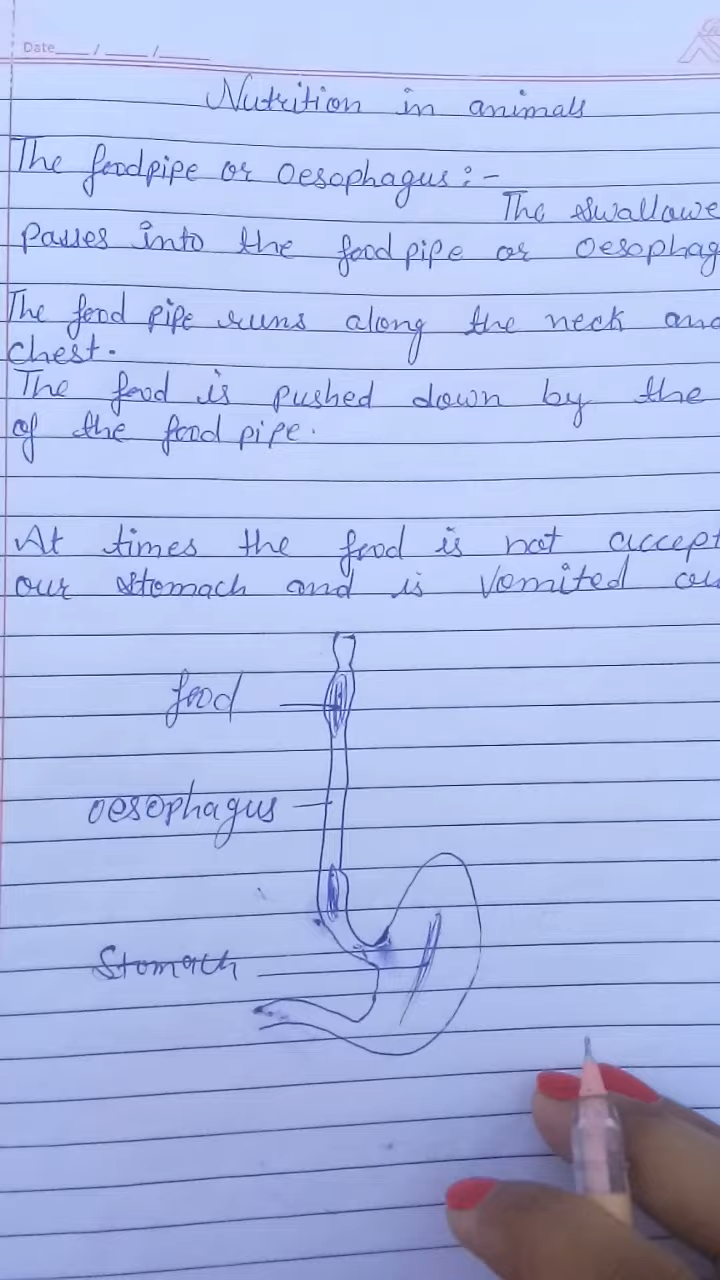 Date / /
Nutrition in animals
The foodpipe or Oesophagus :-
The swallowe
Passes into the food pipe or oesophag
The food pipe runs along the neck and
chest.
The food is pushed down by the
of the food pipe.
At times the food is not accept
our stomach and is vomited ou
food
oesophagus
Stomach